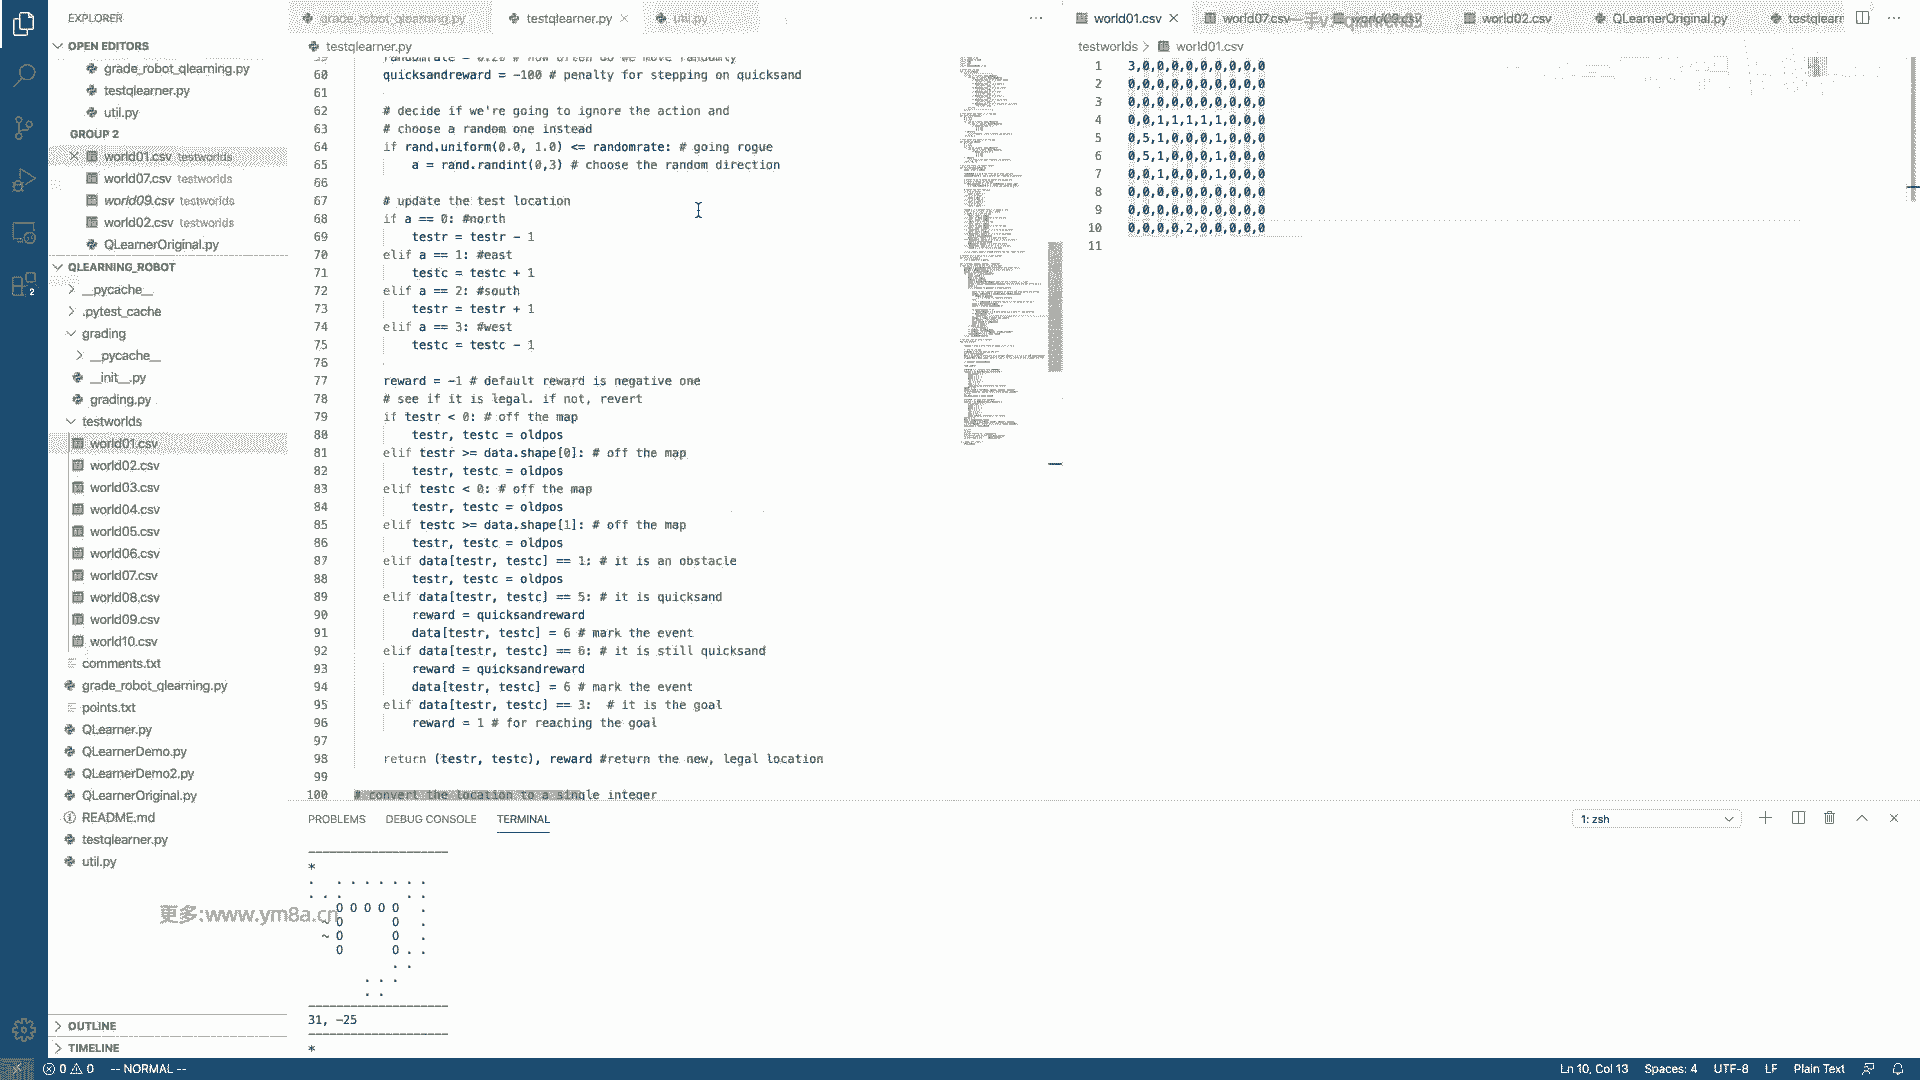 EXPLORER
OPEN EDITORS
grade_robot_qlearning.py
testqlearner.py
util.py
GROUP 2
world01.csv testworlds
world07.csv testworlds
world09.csv testworlds
world02.csv testworlds
QLearnerOriginal.py
QLEARNING_ROBOT
__pycache__
.pytest_cache
grading
__pycache__
__init__.py
grading.py
testworlds
world01.csv
world02.csv
world03.csv
world04.csv
world05.csv
world06.csv
world07.csv
world08.csv
world09.csv
world10.csv
comments.txt
grade_robot_qlearning.py
points.txt
QLearner.py
QLearnerDemo.py
QLearnerDemo2.py
QLearnerOriginal.py
README.md
testqlearner.py
util.py
OUTLINE
TIMELINE
grade_robot_qlearning.py testqlearner.py util.py
testqlearner.py
59 randomrate = 0.20 # how often do we move randomly
60 quicksandreward = -100 # penalty for stepping on quicksand
61
62 # decide if we're going to ignore the action and
63 # choose a random one instead
64 if rand.uniform(0.0, 1.0) <= randomrate: # going rogue
65 a = rand.randint(0,3) # choose the random direction
66
67 # update the test location
68 if a == 0: #north
69 testr = testr - 1
70 elif a == 1: #east
71 testc = testc + 1
72 elif a == 2: #south
73 testr = testr + 1
74 elif a == 3: #west
75 testc = testc - 1
76
77 reward = -1 # default reward is negative one
78 # see if it is legal. if not, revert
79 if testr < 0: # off the map
80 testr, testc = oldpos
81 elif testr >= data.shape[0]: # off the map
82 testr, testc = oldpos
83 elif testc < 0: # off the map
84 testr, testc = oldpos
85 elif testc >= data.shape[1]: # off the map
86 testr, testc = oldpos
87 elif data[testr, testc] == 1: # it is an obstacle
88 testr, testc = oldpos
89 elif data[testr, testc] == 5: # it is quicksand
90 reward = quicksandreward
91 data[testr, testc] = 6 # mark the event
92 elif data[testr, testc] == 6: # it is still quicksand
93 reward = quicksandreward
94 data[testr, testc] = 6 # mark the event
95 elif data[testr, testc] == 3:  # it is the goal
96 reward = 1 # for reaching the goal
97
98 return (testr, testc), reward #return the new, legal location
99
100 # convert the location to a single integer
world01.csv world07.csv world09.csv world02.csv QLearnerOriginal.py testqlearn
testworlds > world01.csv
1 3,0,0,0,0,0,0,0,0,0
2 0,0,0,0,0,0,0,0,0,0
3 0,0,0,0,0,0,0,0,0,0
4 0,0,1,1,1,1,1,0,0,0
5 0,5,1,0,0,0,1,0,0,0
6 0,5,1,0,0,0,1,0,0,0
7 0,0,1,0,0,0,1,0,0,0
8 0,0,0,0,0,0,0,0,0,0
9 0,0,0,0,0,0,0,0,0,0
10 0,0,0,0,2,0,0,0,0,0
11
PROBLEMS DEBUG CONSOLE TERMINAL
1: zsh
*
. . . . . . . .
. . . . .
O O O O O .
~ O O .
~ O O .
O O . .
. .
. . .
. .
31, -25
*
更多:www.ym8a.cn
0 0 -- NORMAL --
Ln 10, Col 13 Spaces: 4 UTF-8 LF Plain Text